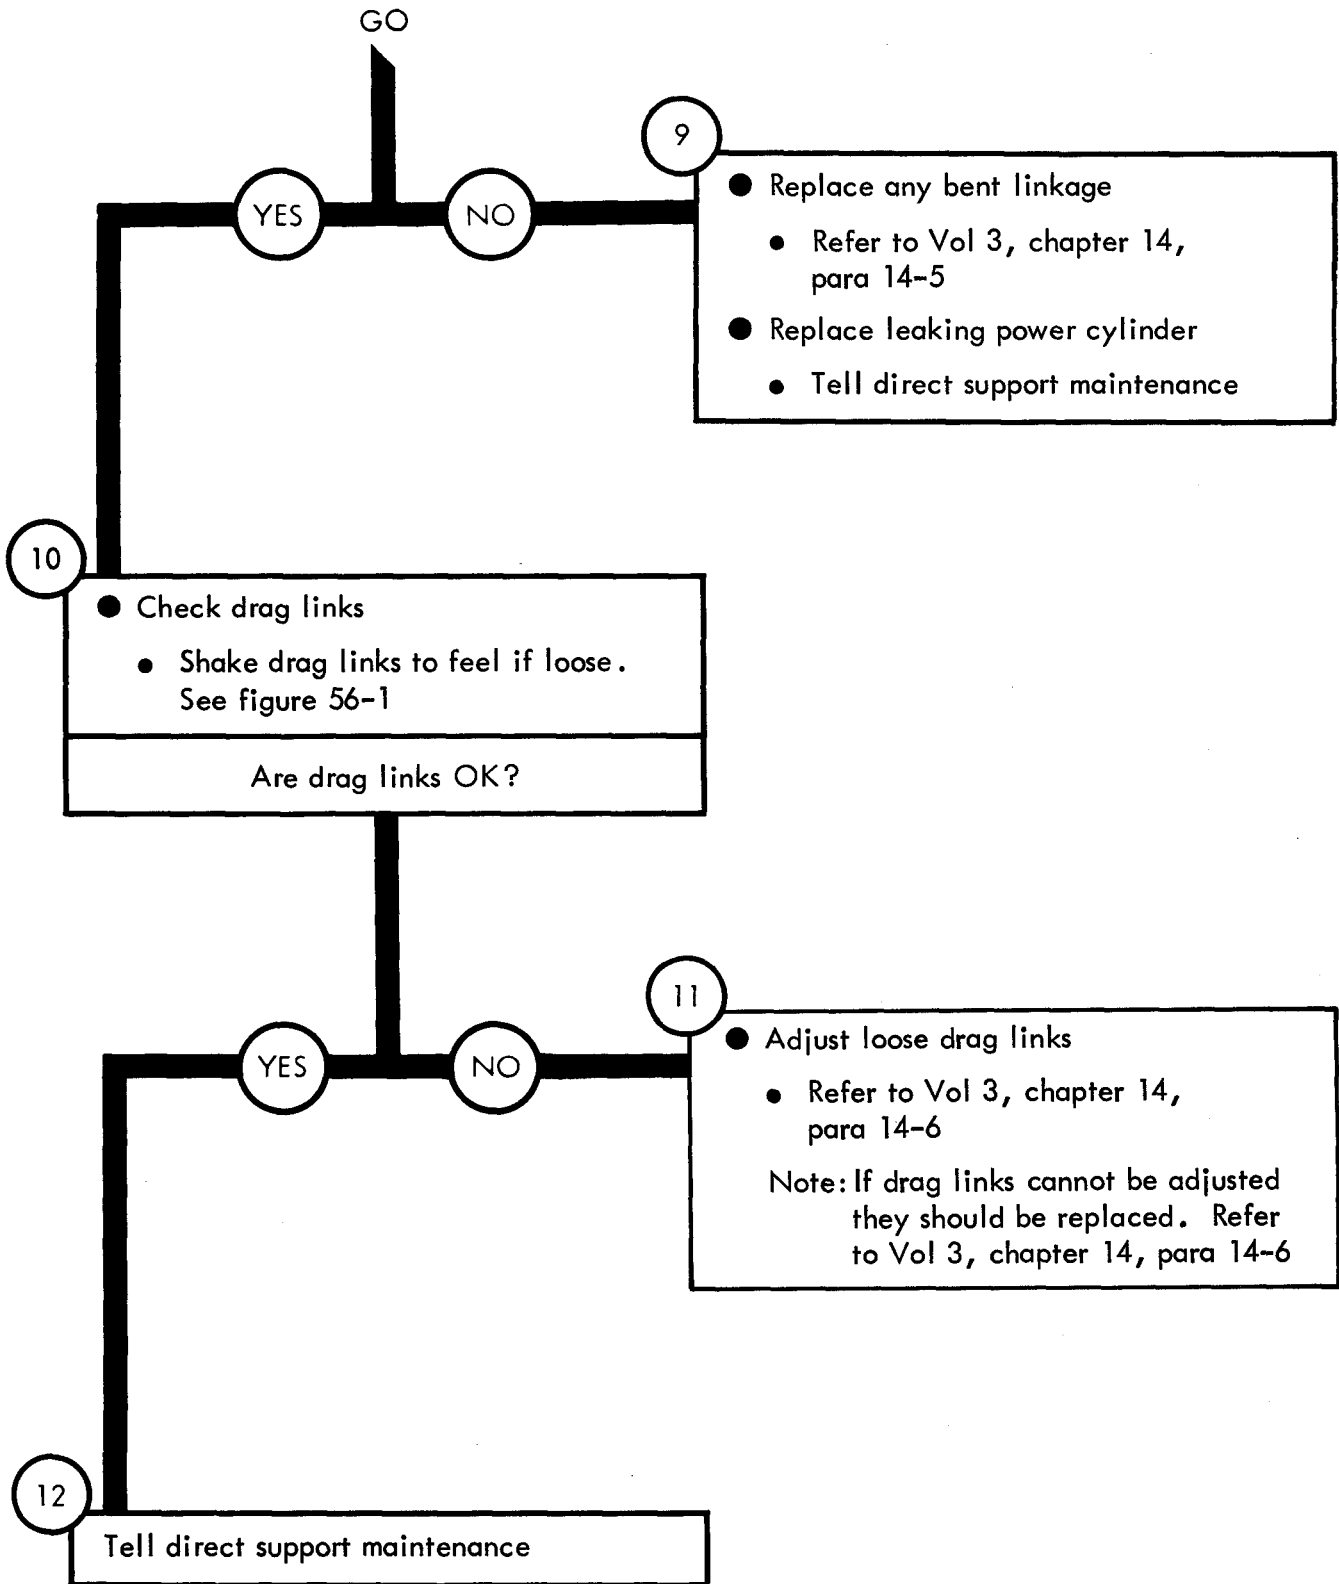 GO
YES
NO
9
● Replace any bent linkage
● Refer to Vol 3, chapter 14,
para 14-5
● Replace leaking power cylinder
● Tell direct support maintenance
10
● Check drag links
● Shake drag links to feel if loose.
See figure 56-1
Are drag links OK?
YES
NO
11
● Adjust loose drag links
● Refer to Vol 3, chapter 14,
para 14-6
Note: If drag links cannot be adjusted
they should be replaced. Refer
to Vol 3, chapter 14, para 14-6
12
Tell direct support maintenance